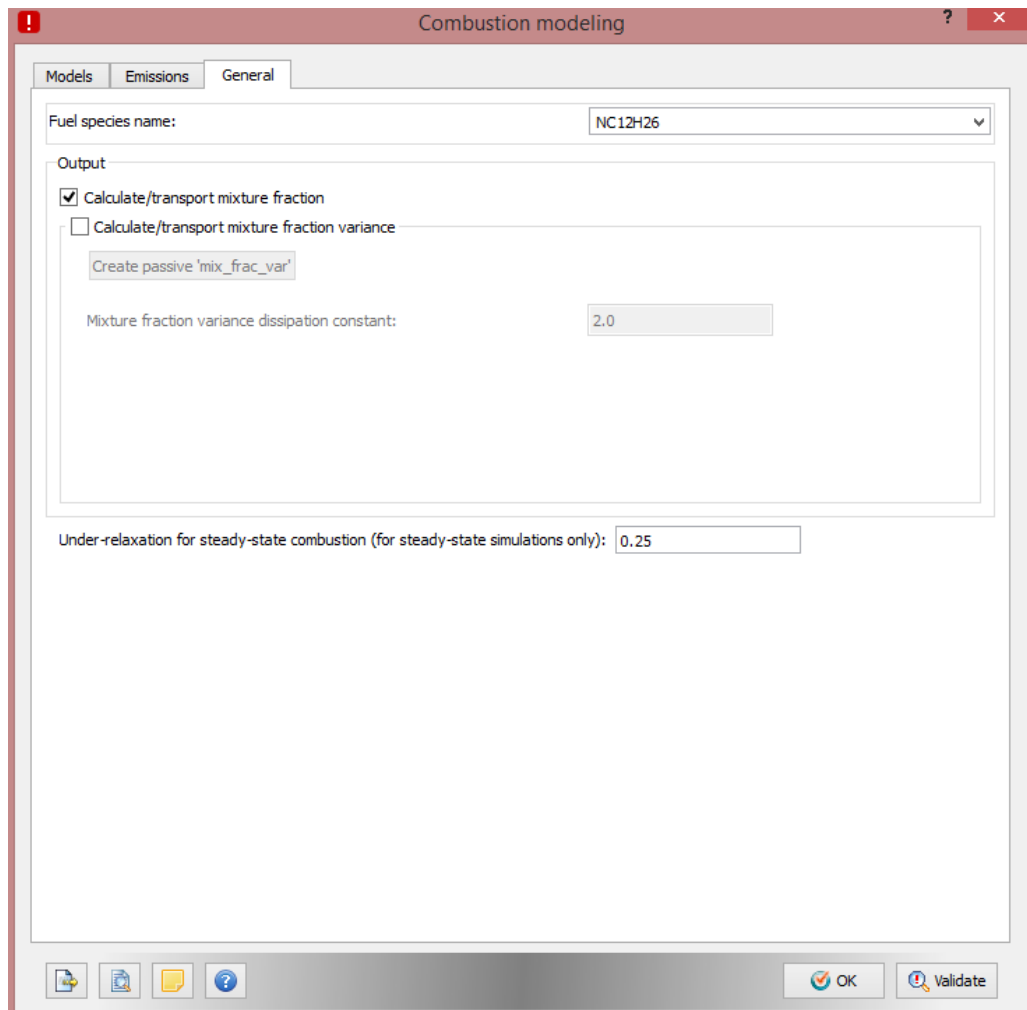 Combustion modeling
?
Models Emissions General
Fuel species name: NC12H26
Output
Calculate/transport mixture fraction
Calculate/transport mixture fraction variance
Create passive 'mix_frac_var'
Mixture fraction variance dissipation constant: 2.0
Under-relaxation for steady-state combustion (for steady-state simulations only): 0.25
OK Validate